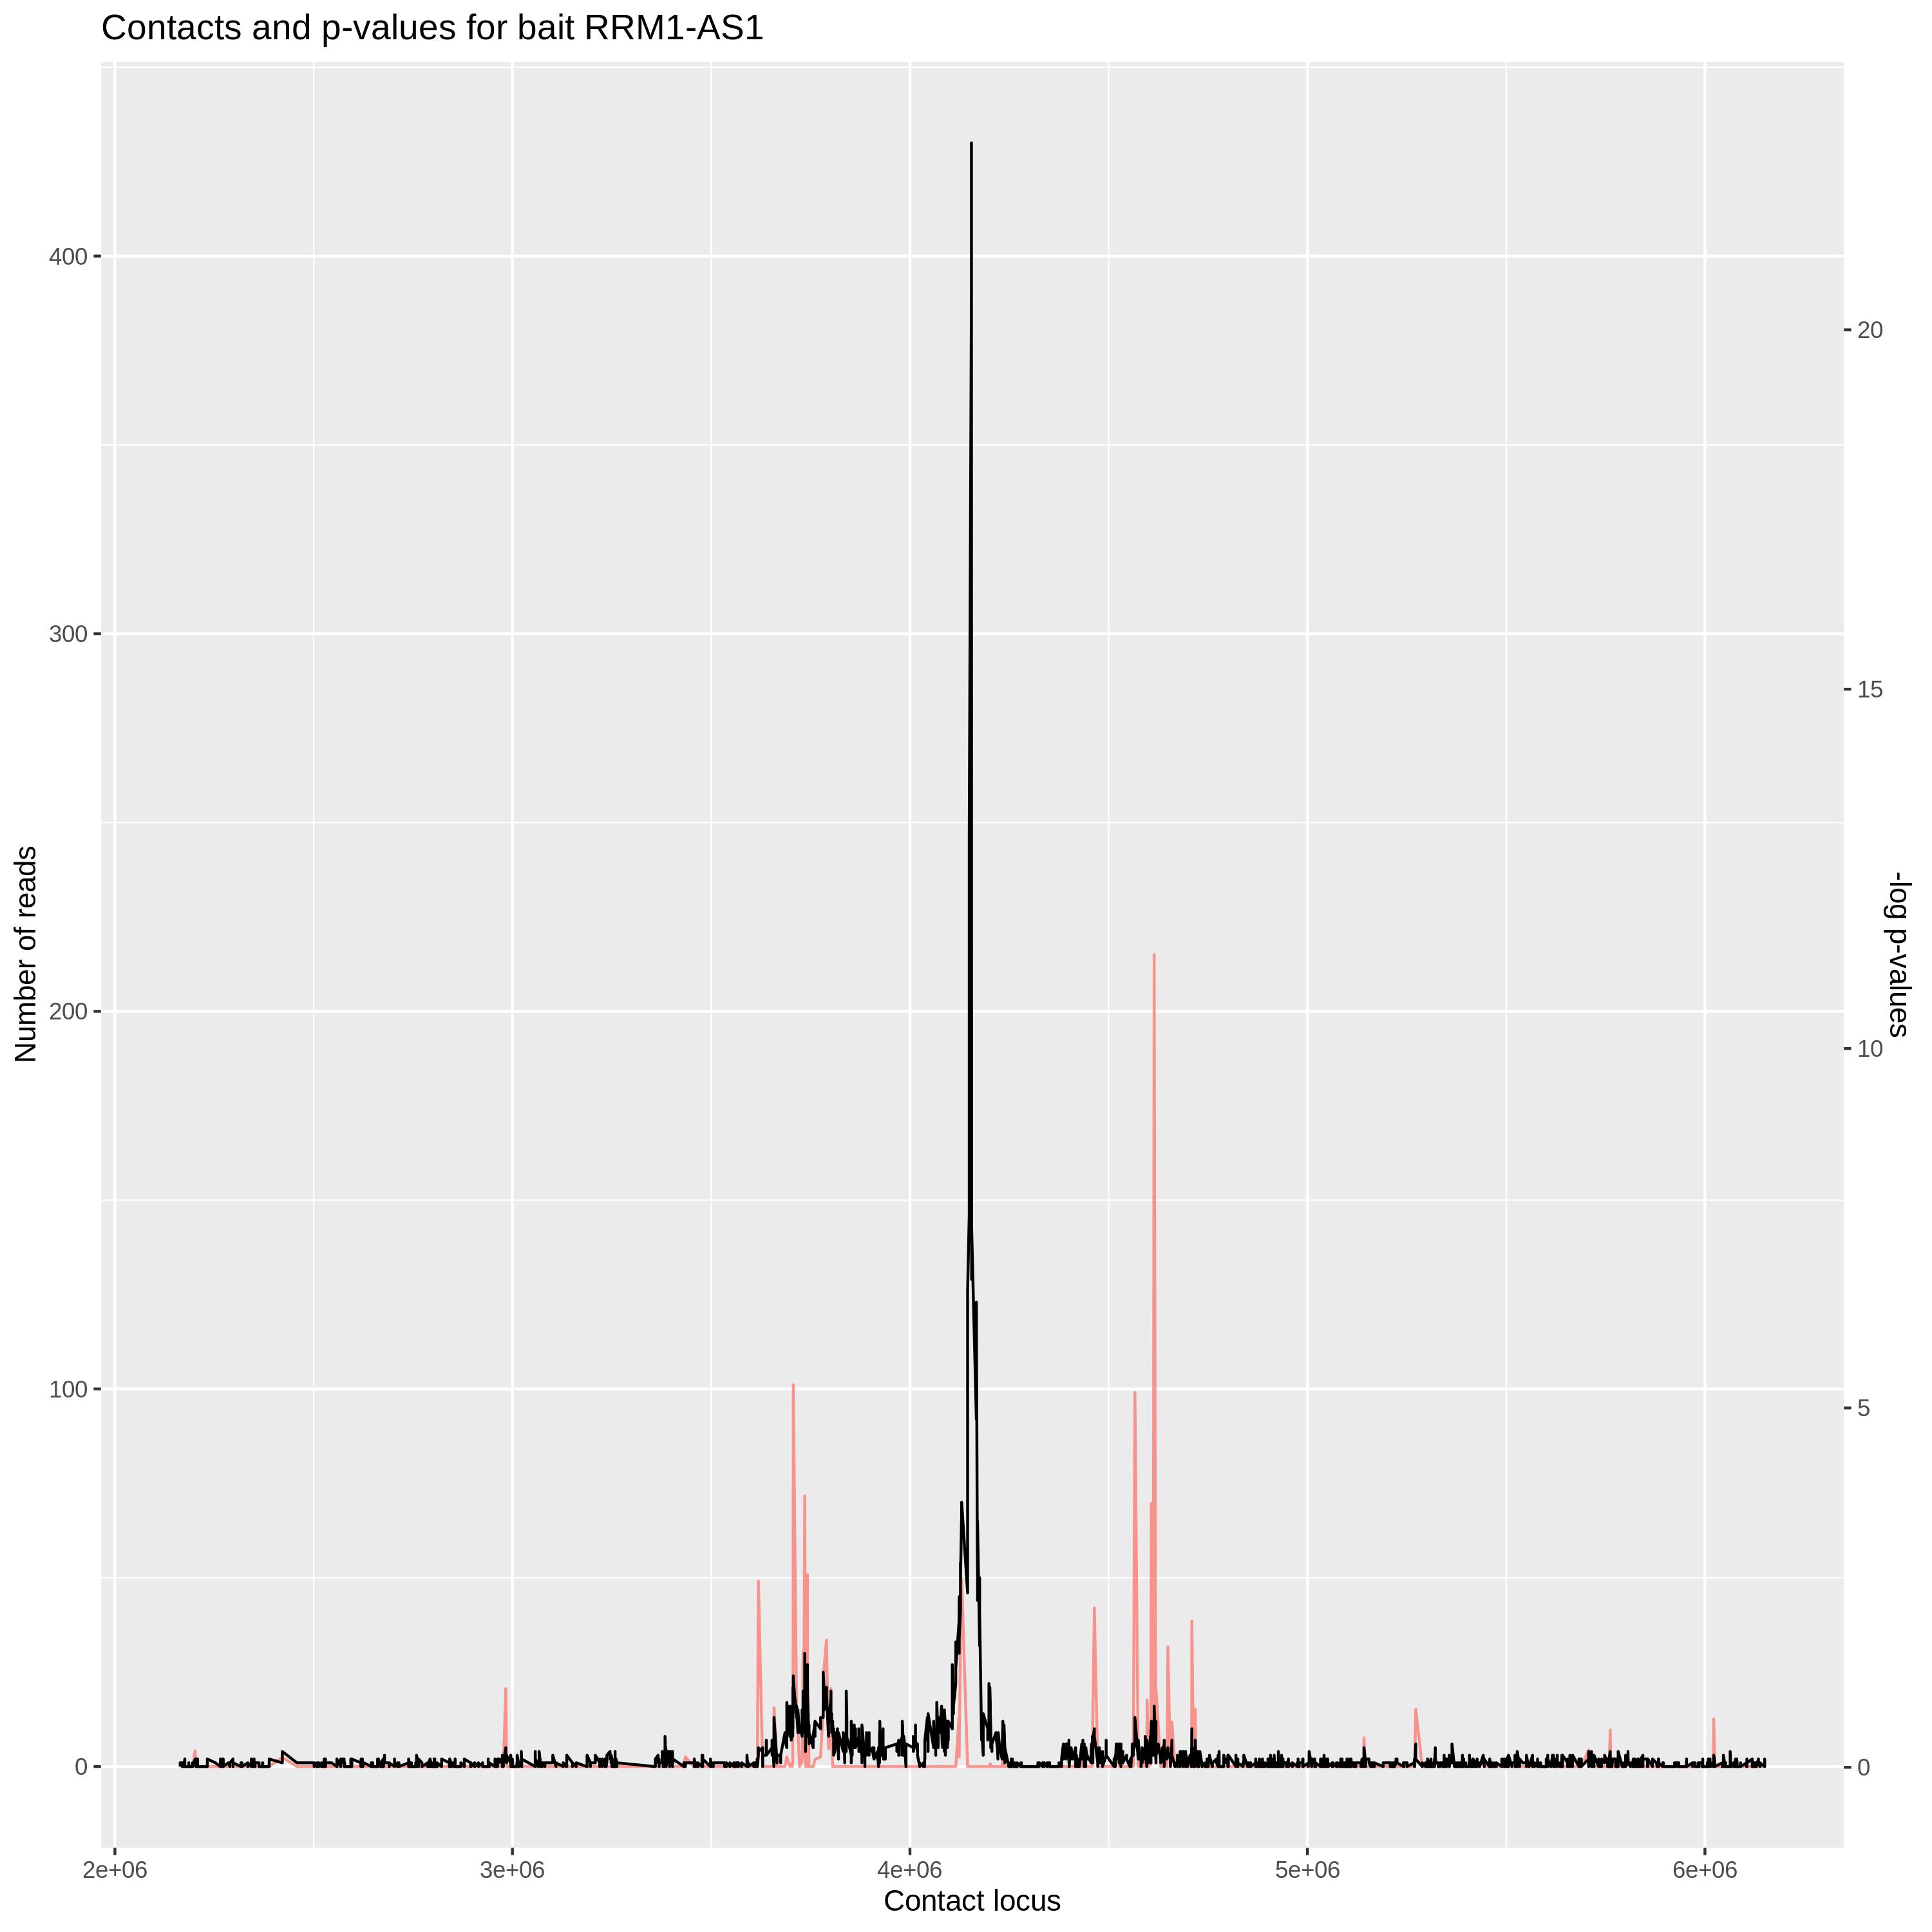 Contacts and p-values for bait RRM1-AS1
400
300
200
100
0
Number of reads
20
15
10
5
0
-log p-values
2e+06 3e+06 4e+06 5e+06 6e+06
Contact locus